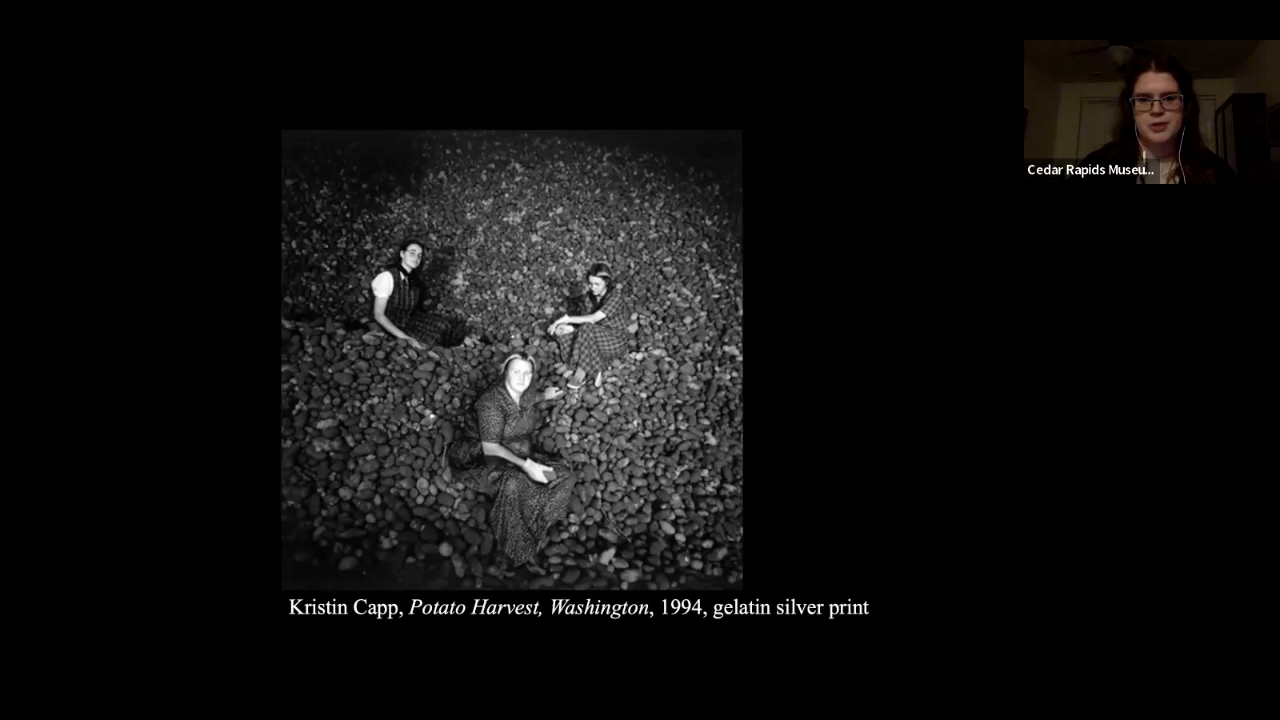 Cedar Rapids Museu...
Kristin Capp, Potato Harvest, Washington, 1994, gelatin silver print